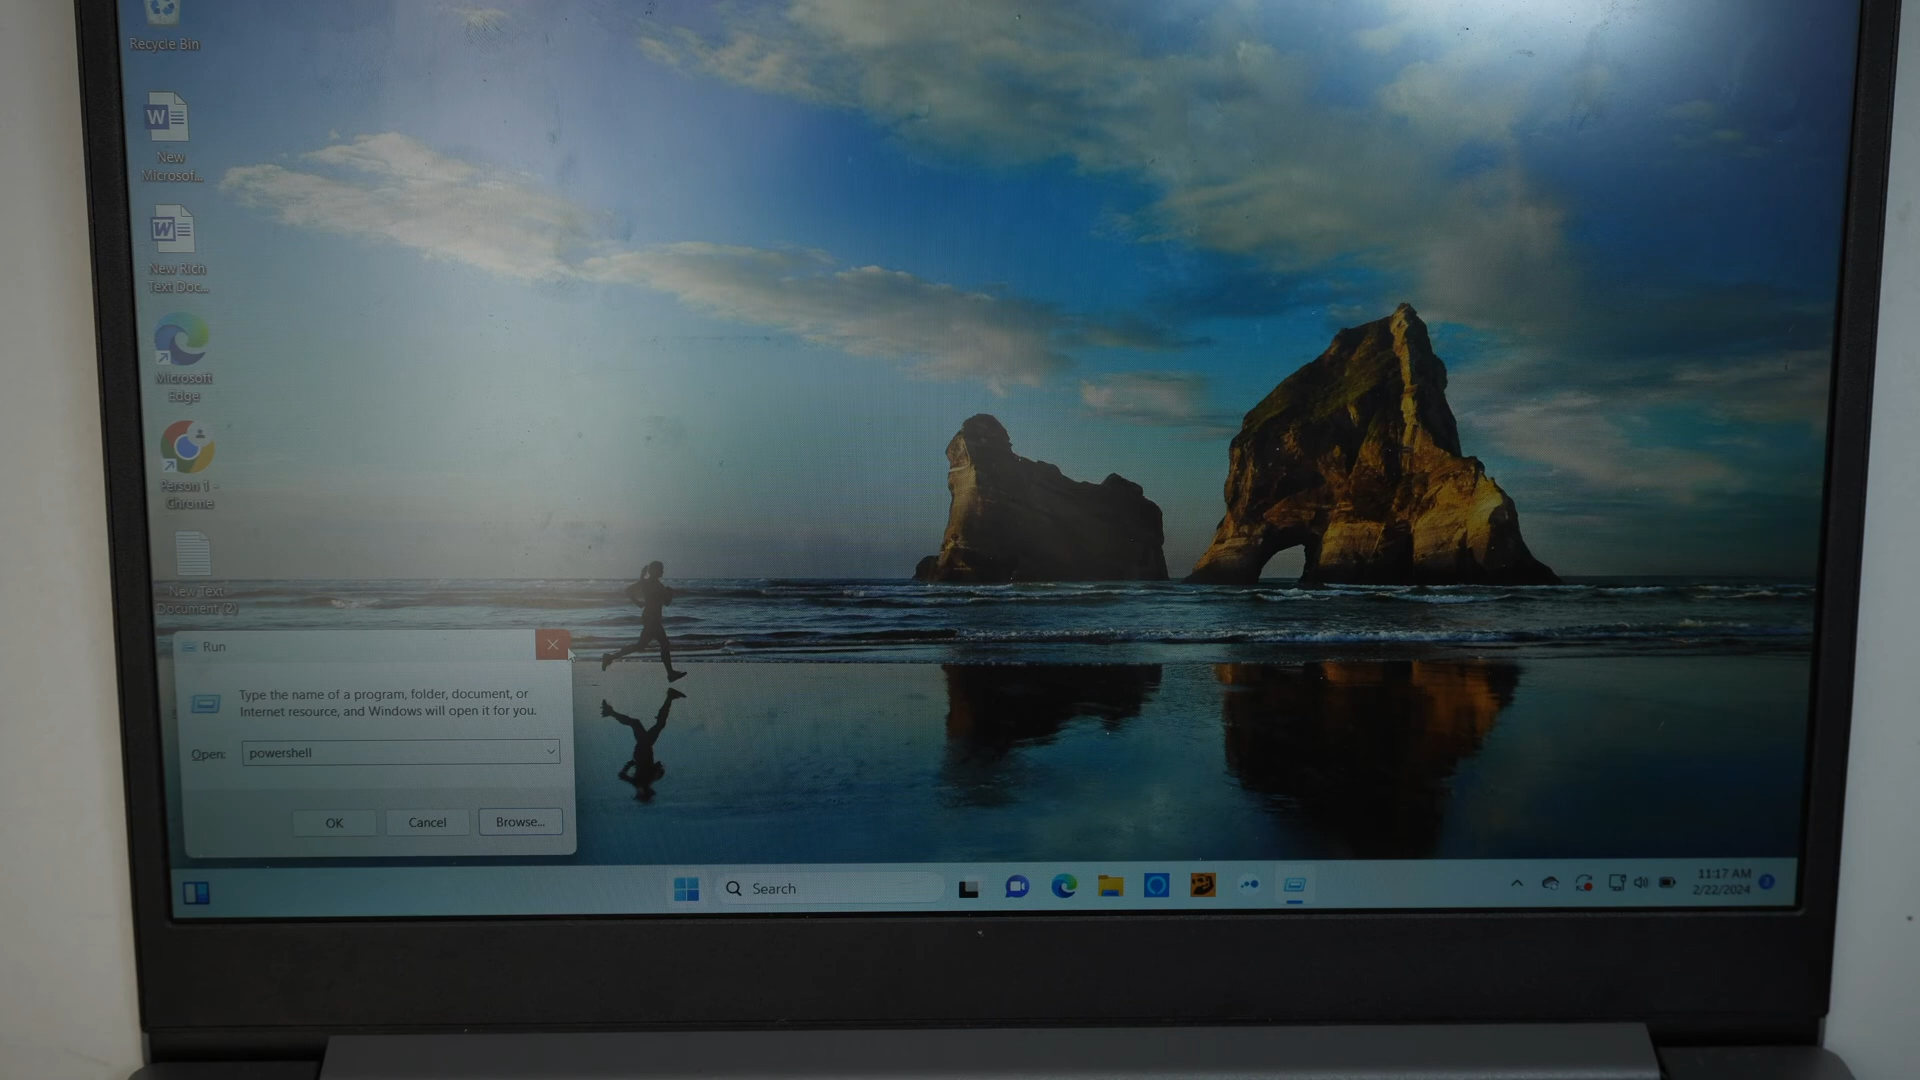 Recycle Bin
New
Microsof...
New Rich
Text Doc...
Microsoft
Edge
Person 1 -
Chrome
New Text
Document (2)
Run
Type the name of a program, folder, document, or
Internet resource, and Windows will open it for you.
Open: powershell
OK Cancel Browse...
Search
11:17 AM
2/22/2024